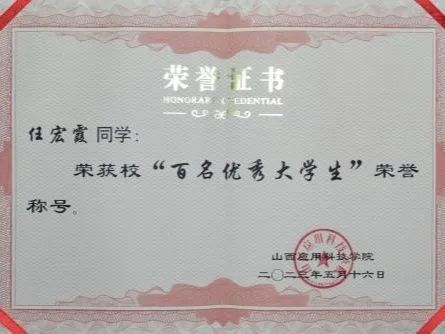 荣誉证书
HONORARY CREDENTIAL
任宏霞同学：
荣获校“百名优秀大学生”荣誉
称号。
山西应用科技学院
二〇二三年五月十六日